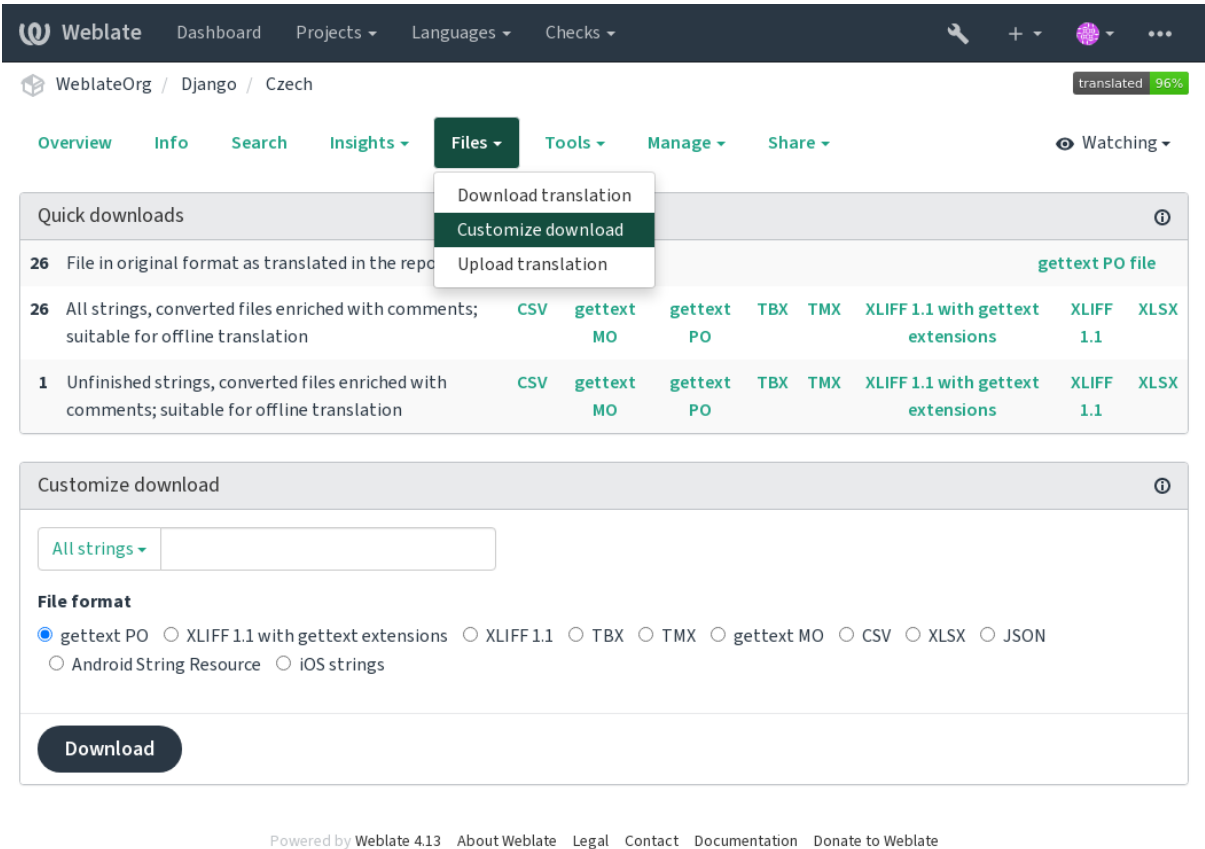 Weblate Dashboard Projects Languages Checks
WeblateOrg / Django / Czech
translated 96%
Overview Info Search Insights Files Tools Manage Share Watching
Download translation
Customize download
Upload translation
Quick downloads
26 File in original format as translated in the repo gettext PO file
26 All strings, converted files enriched with comments; CSV gettext gettext TBX TMX XLIFF 1.1 with gettext XLIFF XLSX
suitable for offline translation MO PO extensions 1.1
1 Unfinished strings, converted files enriched with CSV gettext gettext TBX TMX XLIFF 1.1 with gettext XLIFF XLSX
comments; suitable for offline translation MO PO extensions 1.1
Customize download
All strings
File format
gettext PO XLIFF 1.1 with gettext extensions XLIFF 1.1 TBX TMX gettext MO CSV XLSX JSON
Android String Resource iOS strings
Download
Powered by Weblate 4.13 About Weblate Legal Contact Documentation Donate to Weblate